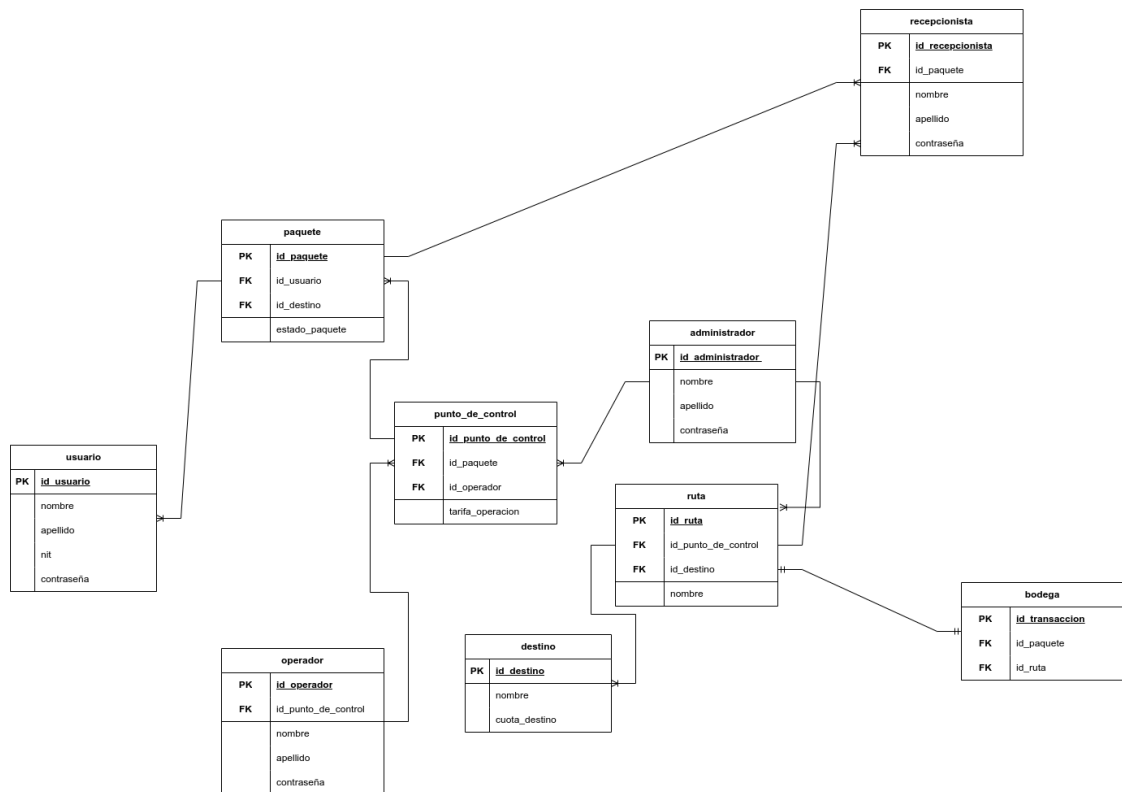 recepcionista
PK id_recepcionista
FK id_paquete
nombre
apellido
contraseña
paquete
PK id_paquete
FK id_usuario
FK id_destino
estado_paquete
administrador
PK id_administrador
nombre
apellido
contraseña
punto_de_control
PK id_punto_de_control
FK id_paquete
FK id_operador
tarifa_operacion
usuario
PK id_usuario
nombre
apellido
nit
contraseña
ruta
PK id_ruta
FK id_punto_de_control
FK id_destino
nombre
bodega
PK id_transaccion
FK id_paquete
FK id_ruta
destino
PK id_destino
nombre
cuota_destino
operador
PK id_operador
FK id_punto_de_control
nombre
apellido
contraseña